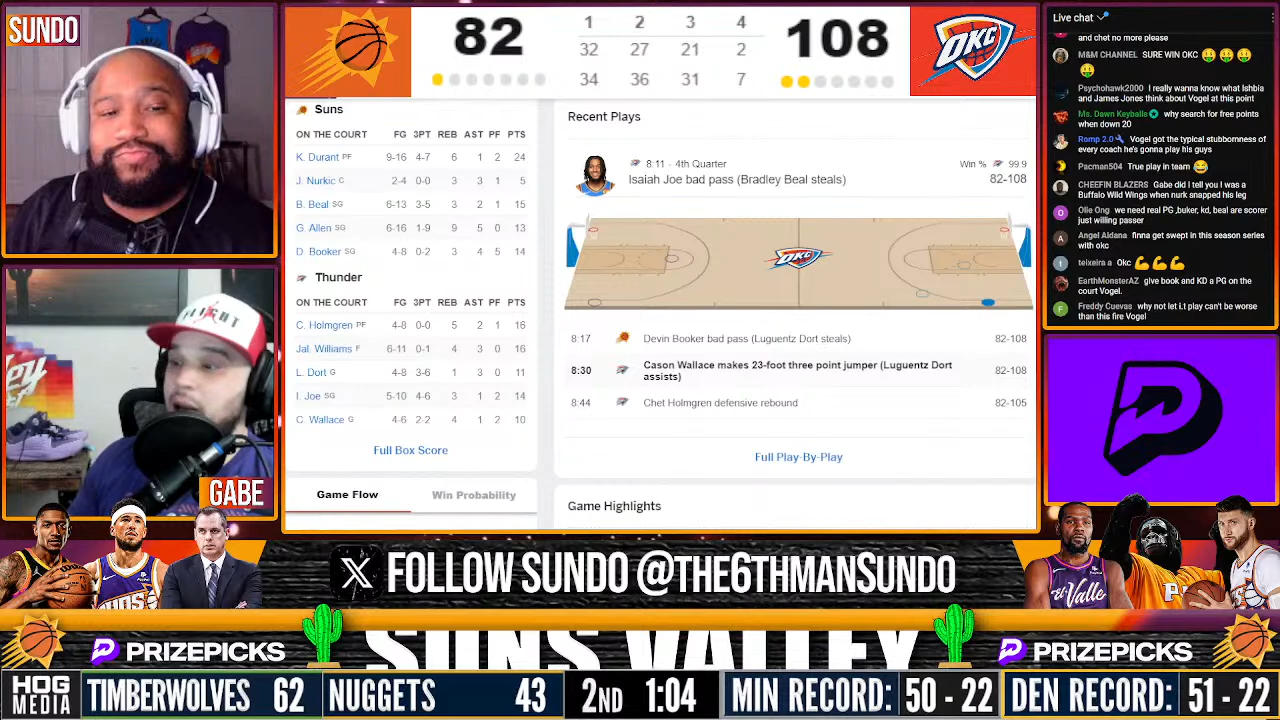 SUNDO
82
1 2 3 4
32 27 21 2
34 36 31 7
108
OKC
Suns
ON THE COURT FG 3PT REB AST PF PTS
K. Durant PF 9-16 4-7 6 1 2 24
J. Nurkic C 2-4 0-0 3 3 1 5
B. Beal SG 6-13 3-5 3 2 1 15
G. Allen SG 6-16 1-9 9 5 0 13
D. Booker SG 4-8 0-2 3 4 5 14
Thunder
ON THE COURT FG 3PT REB AST PF PTS
C. Holmgren PF 4-8 0-0 5 2 1 16
Jal. Williams F 6-11 0-1 4 3 0 16
L. Dort G 4-8 3-6 1 3 0 11
I. Joe SG 5-10 4-6 3 1 2 14
C. Wallace G 4-6 2-2 4 1 2 10
Full Box Score
Game Flow
Win Probability
Recent Plays
8:11 - 4th Quarter
Win % 99.9
Isaiah Joe bad pass (Bradley Beal steals)
82-108
OKC
8:17 Devin Booker bad pass (Luguentz Dort steals) 82-108
8:30 Cason Wallace makes 23-foot three point jumper (Luguentz Dort
assists) 82-108
8:44 Chet Holmgren defensive rebound 82-105
Full Play-By-Play
Game Highlights
Live chat
and chet no more please
M&M CHANNEL SURE WIN OKC 🤑 🤑 🤑
🤑
Psychohawk2000 I really wanna know what Ishbia
and James Jones think about Vogel at this point
Ms. Dawn Keyballs why search for free points
when down 20
Romp 2.0 Vogel got the typical stubbornness of
every coach he's gonna play his guys
Pacman504 True play in team 😂
CHEEFIN BLAZERS Gabe did I tell you I was a
Buffalo Wild Wings when nurk snapped his leg
Olie Ong we need real PG ,buker, kd, beal are scorer
just willing passer
Angel Aldana finna get swept in this season series
with okc
teixeira a Okc 💪 💪 💪
EarthMonsterAZ give book and KD a PG on the
court Vogel.
Freddy Cuevas why not let i.t play can't be worse
than this fire Vogel
FLIGHT
GABE
X FOLLOW SUNDO @THE6THMANSUNDO
PRIZEPICKS
SUNS VALLEY
PRIZEPICKS
HOG
MEDIA
TIMBERWOLVES 62 NUGGETS 43 2ND 1:04 MIN RECORD: 50 - 22 DEN RECORD: 51 - 22